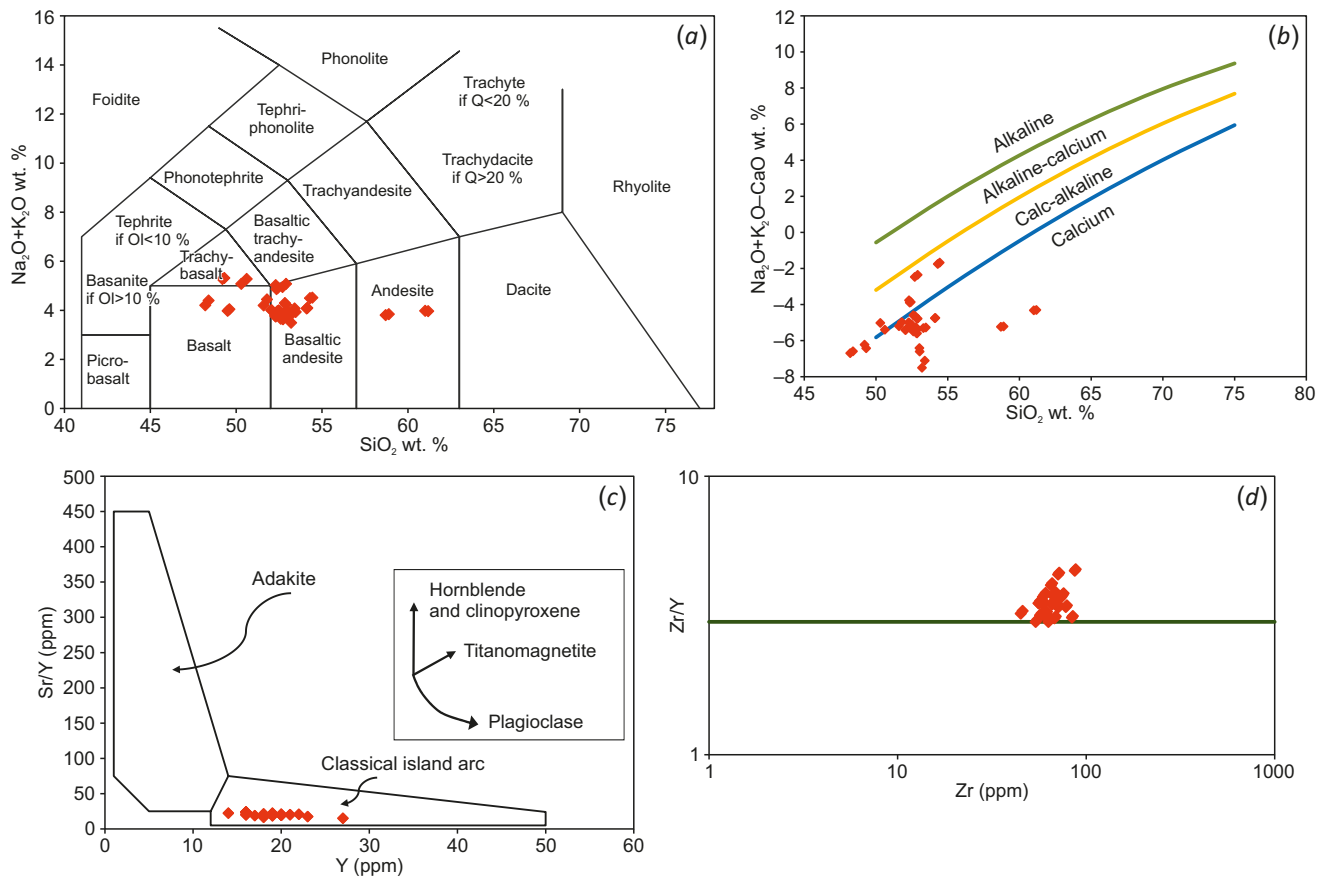 (a)
Na₂O+K₂O wt. %
16
14
12
10
8
6
4
2
0
40
45
50
55
60
65
70
75
SiO₂ wt. %
Foidite
Phonolite
Tephri-
phonolite
Trachyte
if Q<20 %
Trachydacite
if Q>20 %
Rhyolite
Phonotephrite
Trachyandesite
Tephrite
if Ol<10 %
Basaltic
trachy-
andesite
Trachy-
basalt
Basanite
if Ol>10 %
Andesite
Dacite
Picro-
basalt
Basalt
Basaltic
andesite
(b)
Na₂O+K₂O–CaO wt. %
12
10
8
6
4
2
0
–2
–4
–6
–8
45
50
55
60
65
70
75
80
SiO₂ wt. %
Alkaline
Alkaline-calcium
Calc-alkaline
Calcium
(c)
Sr/Y (ppm)
500
450
400
350
300
250
200
150
100
50
0
0
10
20
30
40
50
60
Y (ppm)
Adakite
Hornblende
and clinopyroxene
Titanomagnetite
Plagioclase
Classical island arc
(d)
Zr/Y
10
1
1
10
100
1000
Zr (ppm)